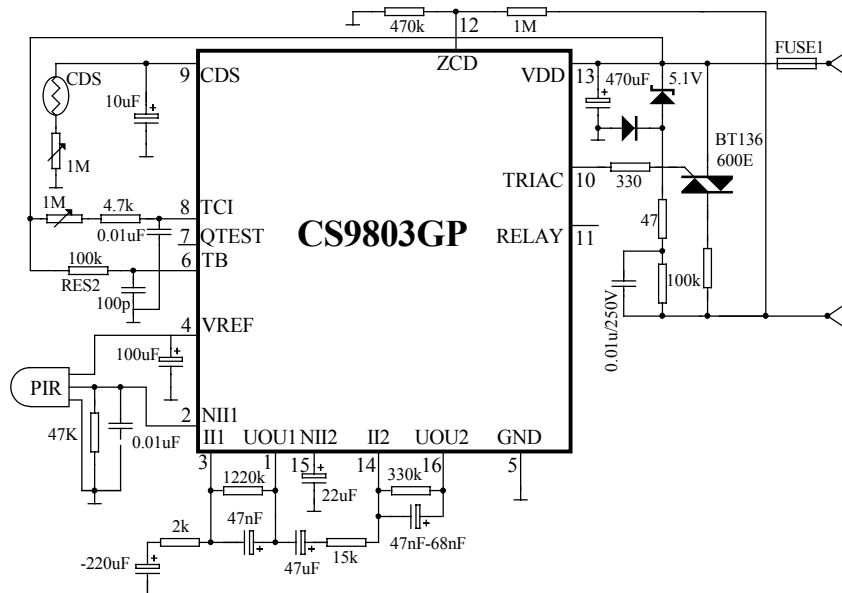 470k
12
1M
ZCD
FUSE1
CDS
9
CDS
VDD
13
470uF
5.1V
10uF
+
+
1M
BT136
600E
TRIAC
10
330
1M
4.7k
8
TCI
0.01uF
7
QTEST
CS9803GP
RELAY
11
47
100k
6
TB
RES2
100p
100k
0.01u/250V
4
VREF
100uF
+
PIR
2
NII1
47K
0.01uF
II1
UOU1
NII2
II2
UOU2
GND
3
1
15
14
16
5
1220k
+
22uF
330k
47nF
+
2k
+
47uF
15k
+
47nF-68nF
-220uF
+